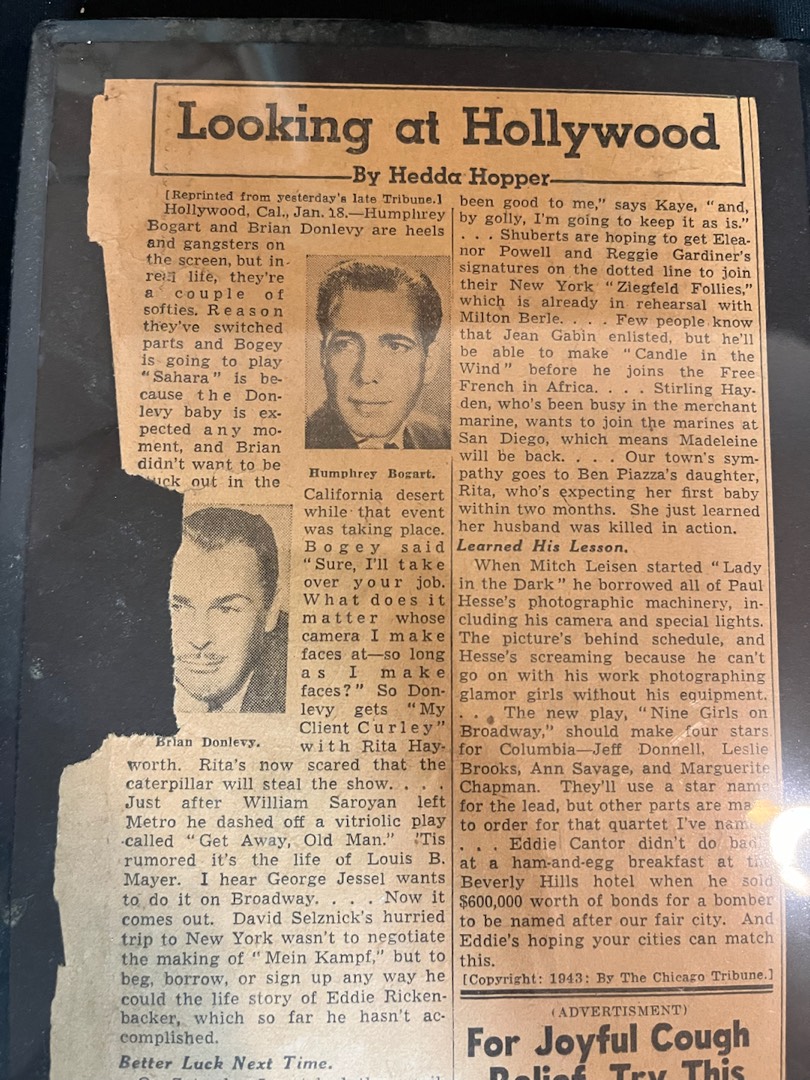 Looking at Hollywood
By Hedda Hopper
[Reprinted from yesterday's late Tribune.]
Hollywood, Cal., Jan. 18.—Humphrey
Bogart and Brian Donlevy are heels
and gangsters on
the screen, but in
real life, they're
a couple of
softies. Reason
they've switched
parts and Bogey
is going to play
"Sahara" is be-
cause the Don-
levy baby is ex-
pected any mo-
ment, and Brian
didn't want to be
out in the
Humphrey Bogart.
California desert
while that event
was taking place.
Bogey said
"Sure, I'll take
over your job.
What does it
matter whose
camera I make
faces at—so long
as I make
faces?" So Don-
levy gets "My
Client Curley"
with Rita Hay-
Brian Donlevy.
worth. Rita's now scared that the
caterpillar will steal the show. . . .
Just after William Saroyan left
Metro he dashed off a vitriolic play
called "Get Away, Old Man." 'Tis
rumored it's the life of Louis B.
Mayer. I hear George Jessel wants
to do it on Broadway. . . . Now it
comes out. David Selznick's hurried
trip to New York wasn't to negotiate
the making of "Mein Kampf," but to
beg, borrow, or sign up any way he
could the life story of Eddie Ricken-
backer, which so far he hasn't ac-
complished.
Better Luck Next Time.
been good to me," says Kaye, "and,
by golly, I'm going to keep it as is."
. . . Shuberts are hoping to get Elea-
nor Powell and Reggie Gardiner's
signatures on the dotted line to join
their New York "Ziegfeld Follies,"
which is already in rehearsal with
Milton Berle. . . . Few people know
that Jean Gabin enlisted, but he'll
be able to make "Candle in the
Wind" before he joins the Free
French in Africa. . . . Stirling Hay-
den, who's been busy in the merchant
marine, wants to join the marines at
San Diego, which means Madeleine
will be back. . . . Our town's sym-
pathy goes to Ben Piazza's daughter,
Rita, who's expecting her first baby
within two months. She just learned
her husband was killed in action.
Learned His Lesson.
When Mitch Leisen started "Lady
in the Dark" he borrowed all of Paul
Hesse's photographic machinery, in-
cluding his camera and special lights.
The picture's behind schedule, and
Hesse's screaming because he can't
go on with his work photographing
glamor girls without his equipment.
. . . The new play, "Nine Girls on
Broadway," should make four stars
for Columbia—Jeff Donnell, Leslie
Brooks, Ann Savage, and Marguerite
Chapman. They'll use a star name
for the lead, but other parts are
to order for that quartet I've
. . . Eddie Cantor didn't do
at a ham-and-egg breakfast at the
Beverly Hills hotel when he sold
$600,000 worth of bonds for a bomber
to be named after our fair city. And
Eddie's hoping your cities can match
this.
[Copyright: 1943: By The Chicago Tribune.]
(ADVERTISMENT)
For Joyful Cough
Relief, Try This